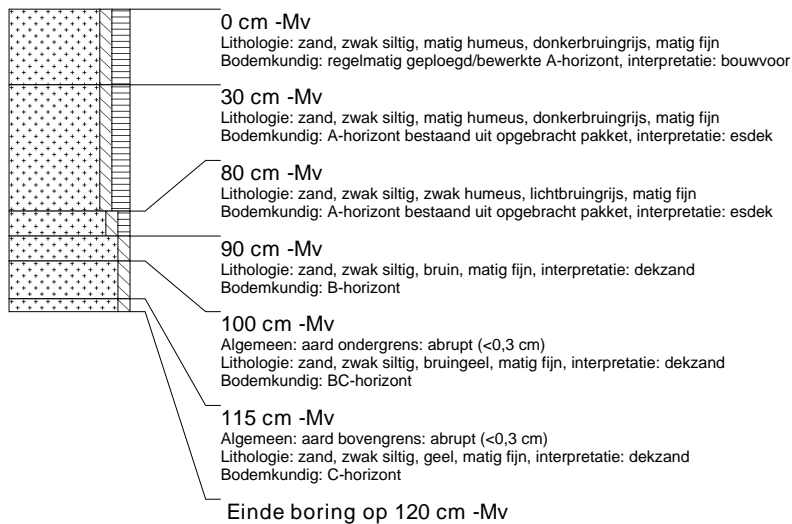 0 cm -Mv
Lithologie: zand, zwak siltig, matig humeus, donkerbruingrijs, matig fijn
Bodemkundig: regelmatig geploegd/bewerkte A-horizont, interpretatie: bouwvoor
30 cm -Mv
Lithologie: zand, zwak siltig, matig humeus, donkerbruingrijs, matig fijn
Bodemkundig: A-horizont bestaand uit opgebracht pakket, interpretatie: esdek
80 cm -Mv
Lithologie: zand, zwak siltig, zwak humeus, lichtbruingrijs, matig fijn
Bodemkundig: A-horizont bestaand uit opgebracht pakket, interpretatie: esdek
90 cm -Mv
Lithologie: zand, zwak siltig, bruin, matig fijn, interpretatie: dekzand
Bodemkundig: B-horizont
100 cm -Mv
Algemeen: aard ondergrens: abrupt (<0,3 cm)
Lithologie: zand, zwak siltig, bruingeel, matig fijn, interpretatie: dekzand
Bodemkundig: BC-horizont
115 cm -Mv
Algemeen: aard bovengrens: abrupt (<0,3 cm)
Lithologie: zand, zwak siltig, geel, matig fijn, interpretatie: dekzand
Bodemkundig: C-horizont
Einde boring op 120 cm -Mv